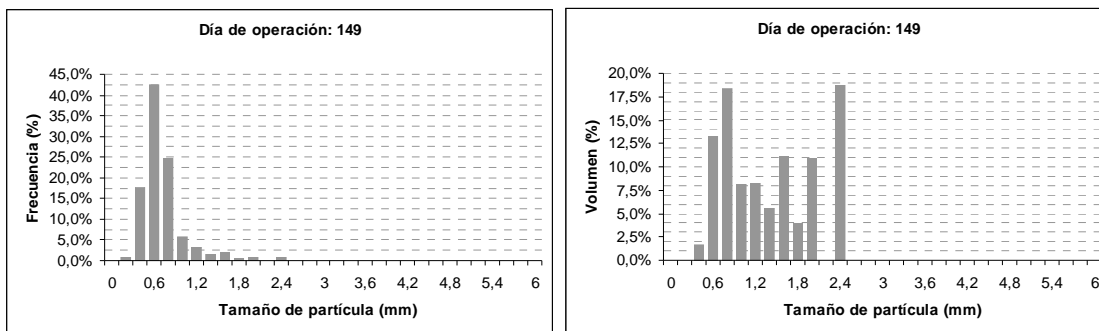 Día de operación: 149
Frecuencia (%)
45,0%
40,0%
35,0%
30,0%
25,0%
20,0%
15,0%
10,0%
5,0%
0,0%
0 0,6 1,2 1,8 2,4 3 3,6 4,2 4,8 5,4 6
Tamaño de partícula (mm)
Día de operación: 149
Volumen (%)
20,0%
17,5%
15,0%
12,5%
10,0%
7,5%
5,0%
2,5%
0,0%
0 0,6 1,2 1,8 2,4 3 3,6 4,2 4,8 5,4 6
Tamaño de partícula (mm)